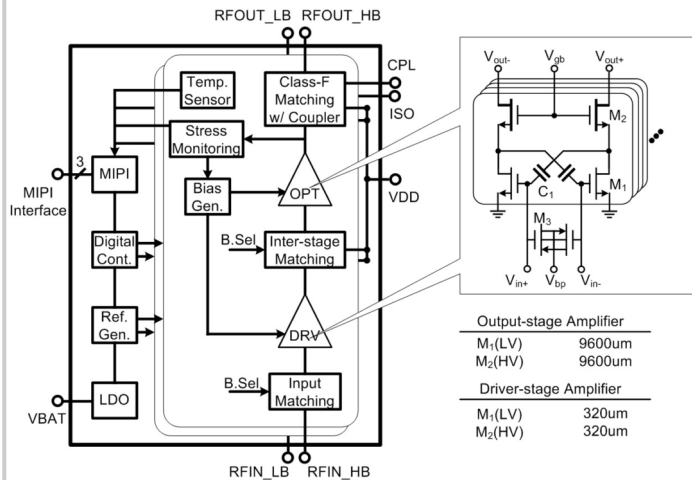 RFOUT_LB RFOUT_HB
CPL
ISO
VDD
Temp.
Sensor
Class-F
Matching
w/ Coupler
Stress
Monitoring
3
MIPI
MIPI
Interface
Bias
Gen.
OPT
Digital
Cont.
B.Sel
Inter-stage
Matching
Ref.
Gen.
DRV
LDO
VBAT
B.Sel
Input
Matching
RFIN_LB RFIN_HB
Vout- Vgb Vout+
M2
C1
M1
M3
Vin+ Vbp Vin-
Output-stage Amplifier
M1(LV) 9600um
M2(HV) 9600um
Driver-stage Amplifier
M1(LV) 320um
M2(HV) 320um